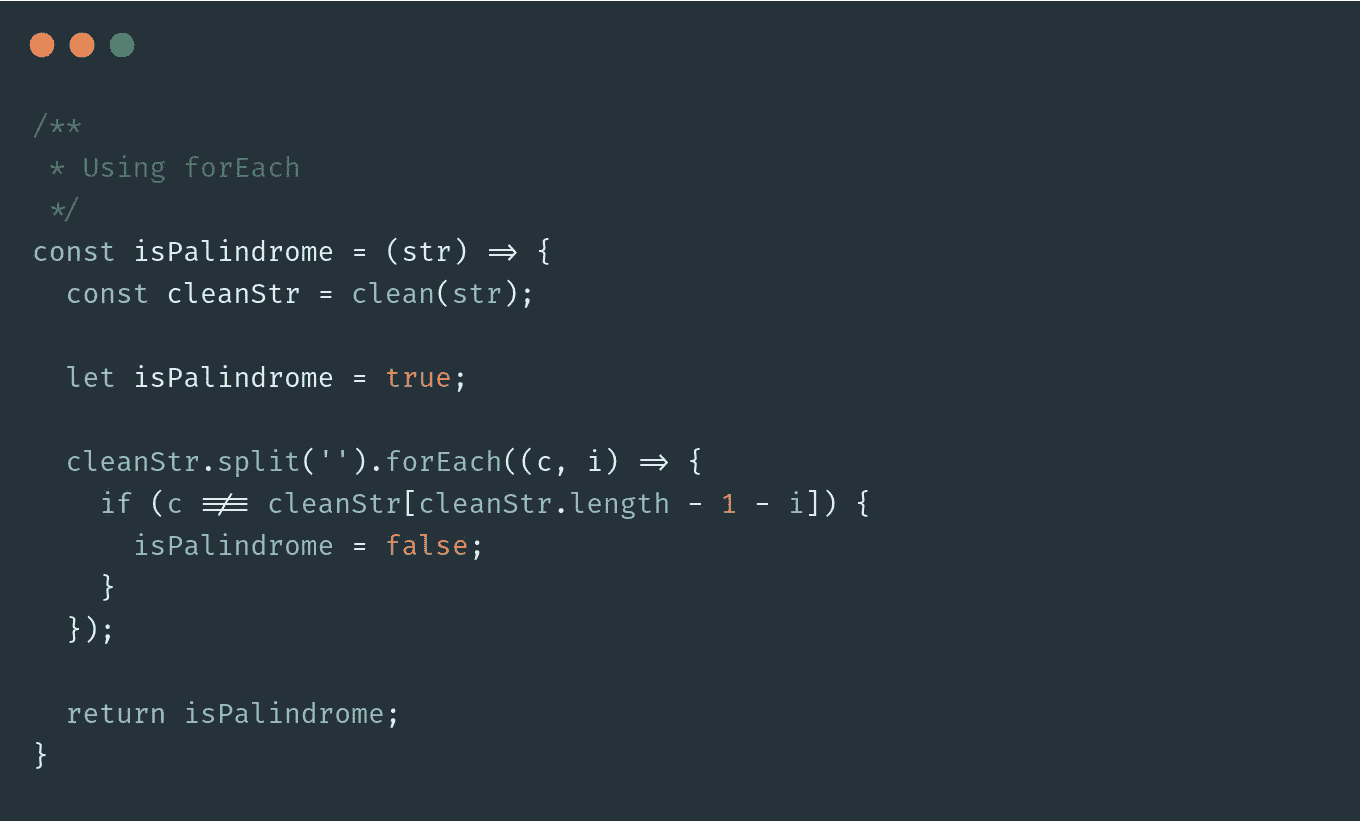 /**
 * Using forEach
 */
const isPalindrome = (str) => {
  const cleanStr = clean(str);

  let isPalindrome = true;

  cleanStr.split('').forEach((c, i) => {
    if (c !== cleanStr[cleanStr.length - 1 - i]) {
      isPalindrome = false;
    }
  });

  return isPalindrome;
}